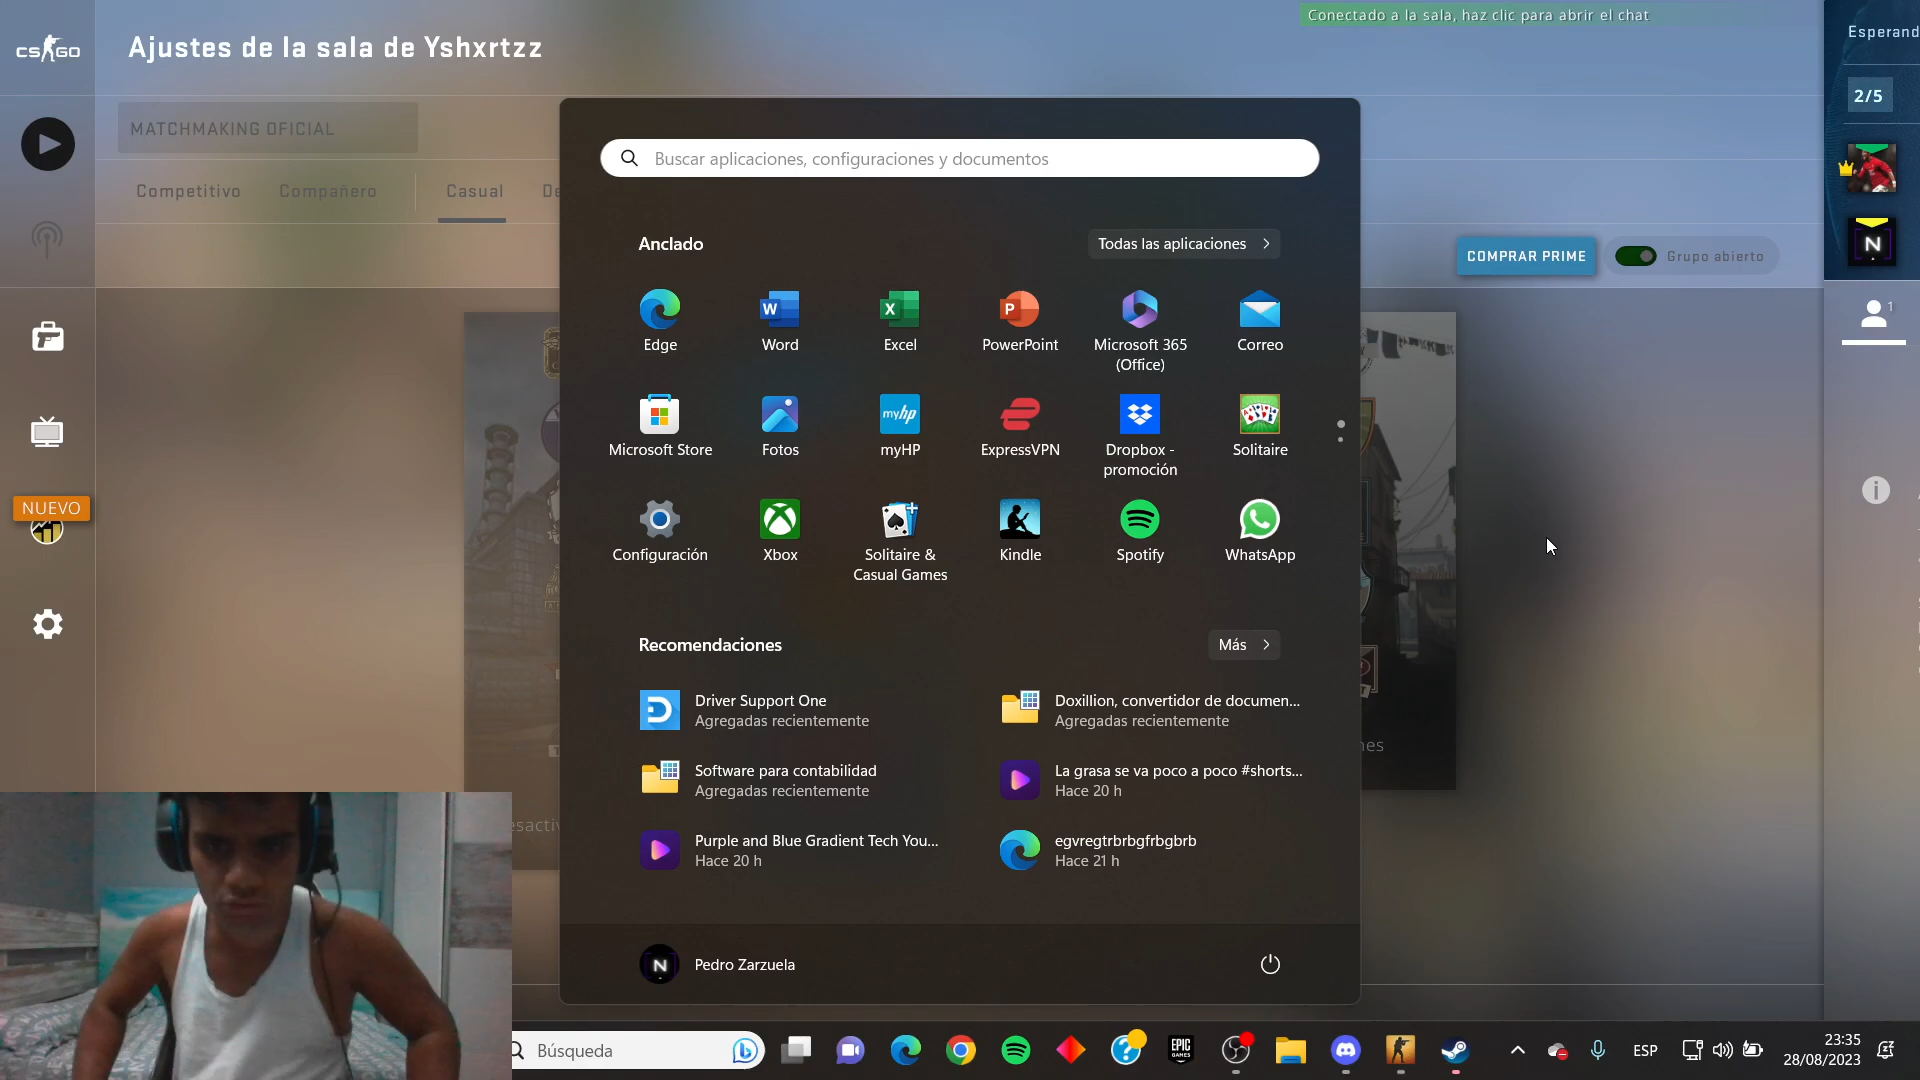 CS GO
Ajustes de la sala de Yshxrtzz
Conectado a la sala, haz clic para abrir el chat
Esperand
2/5
MATCHMAKING OFICIAL
Competitivo
Compañero
Casual
De
COMPRAR PRIME
Grupo abierto
N
1
NUEVO
Buscar aplicaciones, configuraciones y documentos
Anclado
Todas las aplicaciones
Edge
Word
Excel
PowerPoint
Microsoft 365
(Office)
Correo
Microsoft Store
Fotos
myHP
ExpressVPN
Dropbox -
promoción
Solitaire
Configuración
Xbox
Solitaire &
Casual Games
Kindle
Spotify
WhatsApp
Recomendaciones
Más
Driver Support One
Agregadas recientemente
Doxillion, convertidor de documen...
Agregadas recientemente
Software para contabilidad
Agregadas recientemente
La grasa se va poco a poco #shorts...
Hace 20 h
Purple and Blue Gradient Tech You...
Hace 20 h
egvregtrbrbgfrbgbrb
Hace 21 h
N
Pedro Zarzuela
Búsqueda
EPIC
GAMES
ESP
23:35
28/08/2023